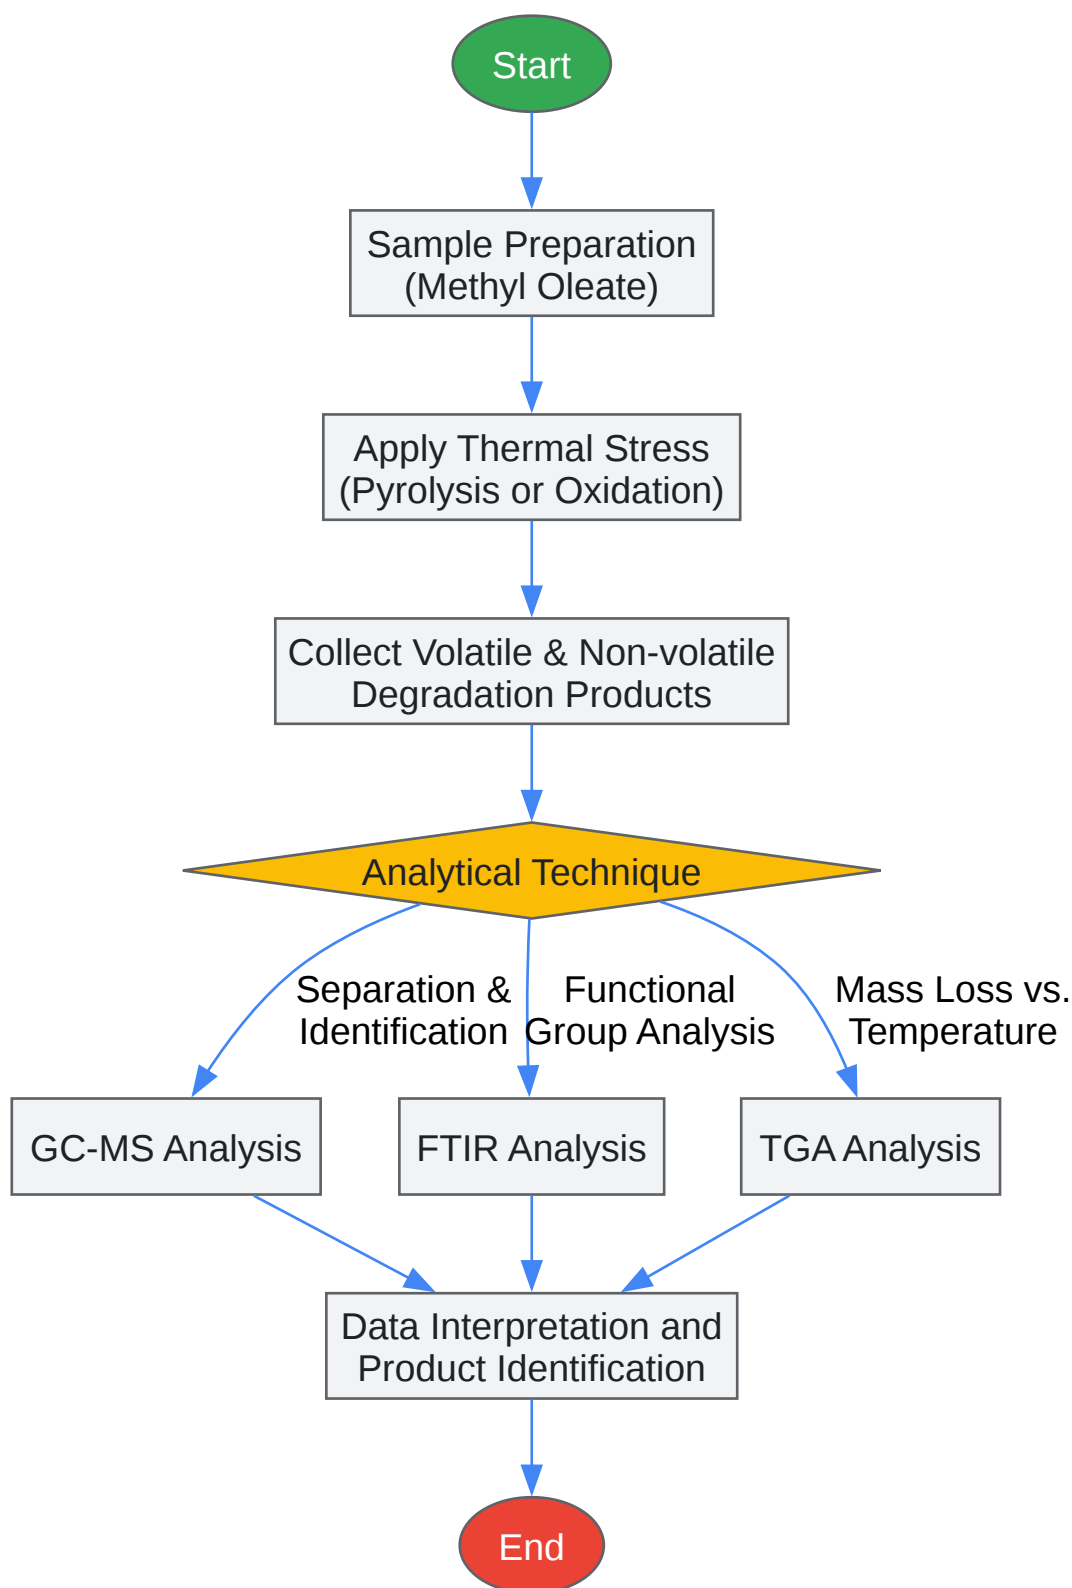 Start
Sample Preparation
(Methyl Oleate)
Apply Thermal Stress
(Pyrolysis or Oxidation)
Collect Volatile & Non-volatile
Degradation Products
Analytical Technique
Separation &
Identification
Functional
Group Analysis
Mass Loss vs.
Temperature
GC-MS Analysis
FTIR Analysis
TGA Analysis
Data Interpretation and
Product Identification
End